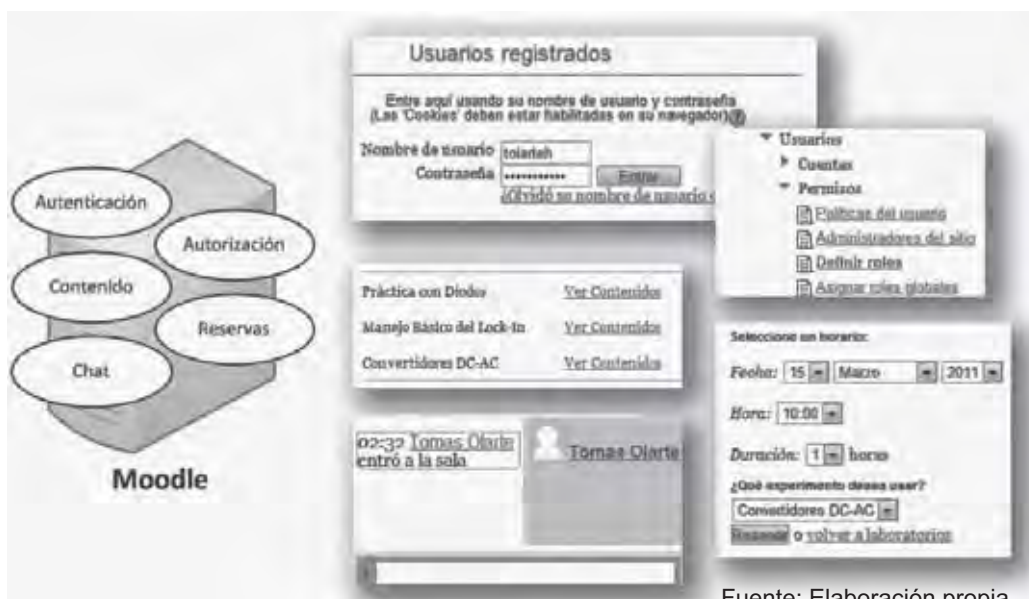 Autenticación
Autorización
Contenido
Reservas
Chat
Moodle
Usuarios registrados
Entre aquí usando su nombre de usuario y contraseña
(Las 'Cookies' deben estar habilitadas en su navegador)
Nombre de usuario
Contraseña
Entrar
¿Olvidó su nombre de usuario
Usuarios
Cuentas
Permisos
Políticas del usuario
Administradores del sitio
Definir roles
Asignar roles globales
Práctica con Diodos Ver Contenidos
Manejo Básico del Lock-In Ver Contenidos
Convertidores DC-AC Ver Contenidos
02:32 Tomas Olarte
entró a la sala
Tomas Olarte
Seleccione un horario:
Fecha: 15 Marzo 2011
Hora: 10:00
Duración: 1 horas
¿Qué experimento desea usar?
Convertidores DC-AC
o volver a laboratorios
Fuente: Elaboración propia